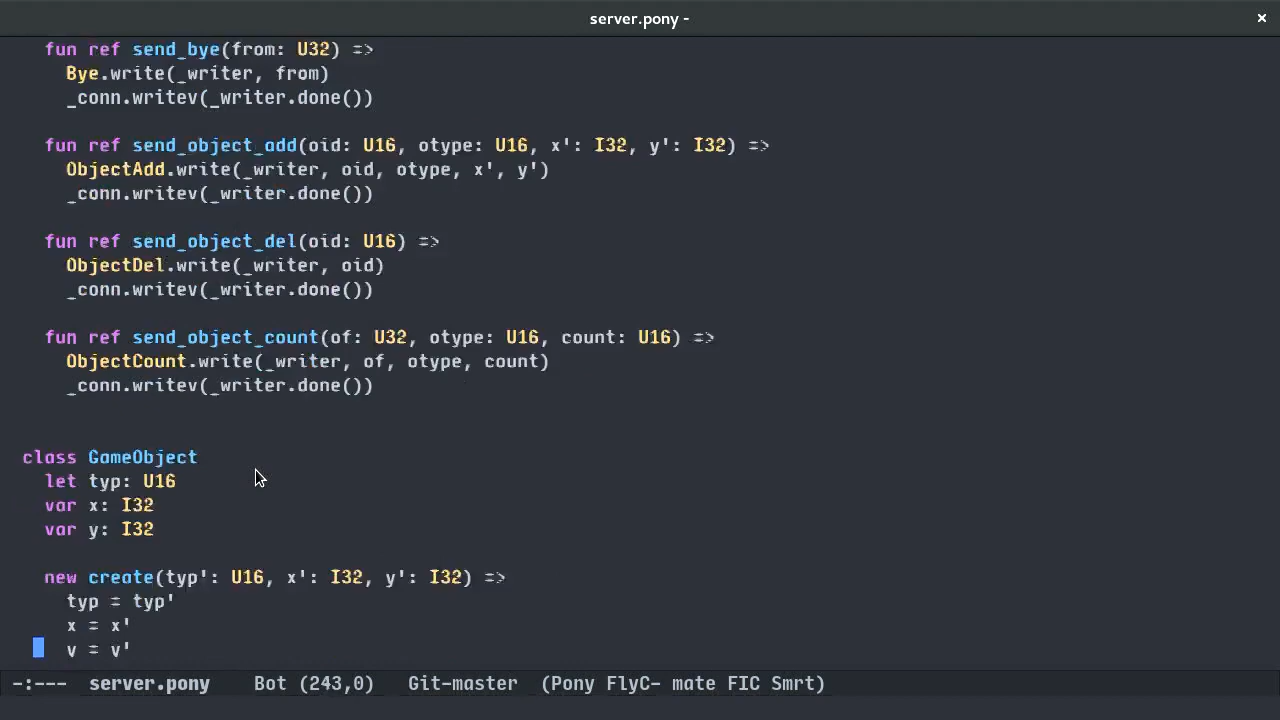 server.pony -
×
fun ref send_bye(from: U32) =>
Bye.write(_writer, from)
_conn.writev(_writer.done())
fun ref send_object_add(oid: U16, otype: U16, x': I32, y': I32) =>
ObjectAdd.write(_writer, oid, otype, x', y')
_conn.writev(_writer.done())
fun ref send_object_del(oid: U16) =>
ObjectDel.write(_writer, oid)
_conn.writev(_writer.done())
fun ref send_object_count(of: U32, otype: U16, count: U16) =>
ObjectCount.write(_writer, of, otype, count)
_conn.writev(_writer.done())
class GameObject
let typ: U16
var x: I32
var y: I32
new create(typ': U16, x': I32, y': I32) =>
typ = typ'
x = x'
y = y'
-:--- server.pony Bot (243,0) Git-master (Pony FlyC- mate FIC Smrt)